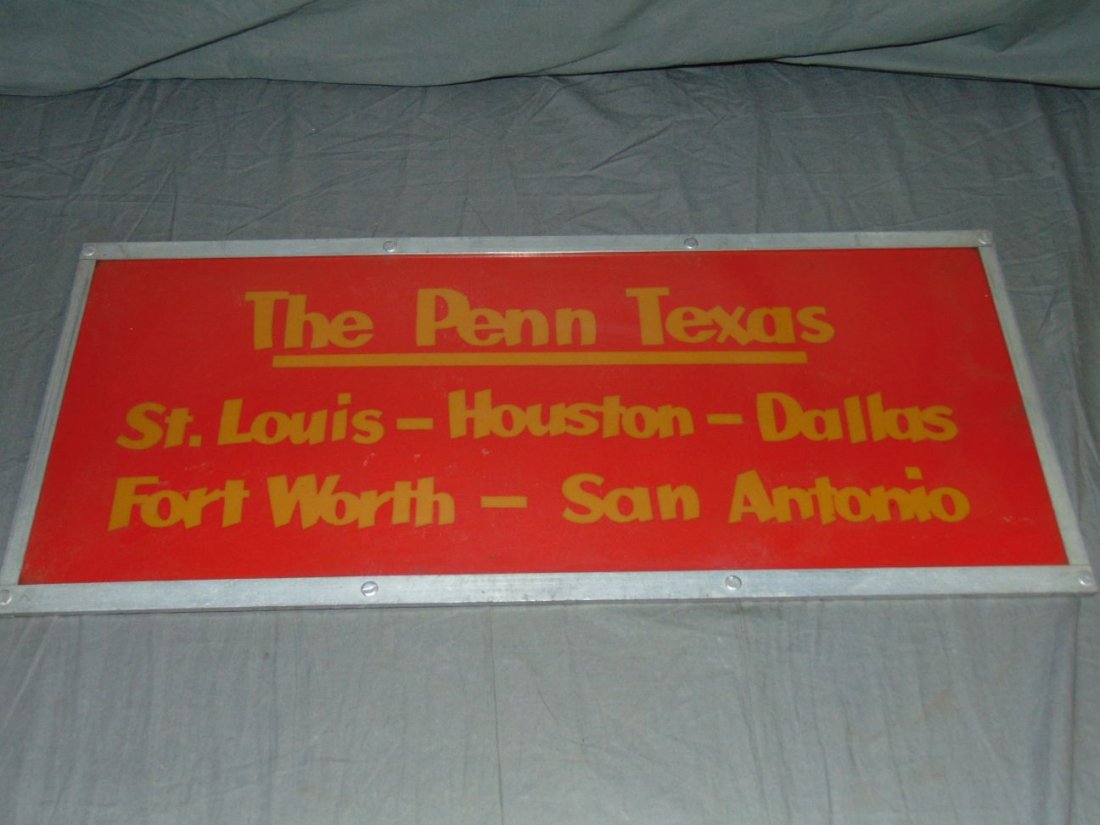 The Penn Texas
St. Louis – Houston – Dallas
Fort Worth – San Antonio